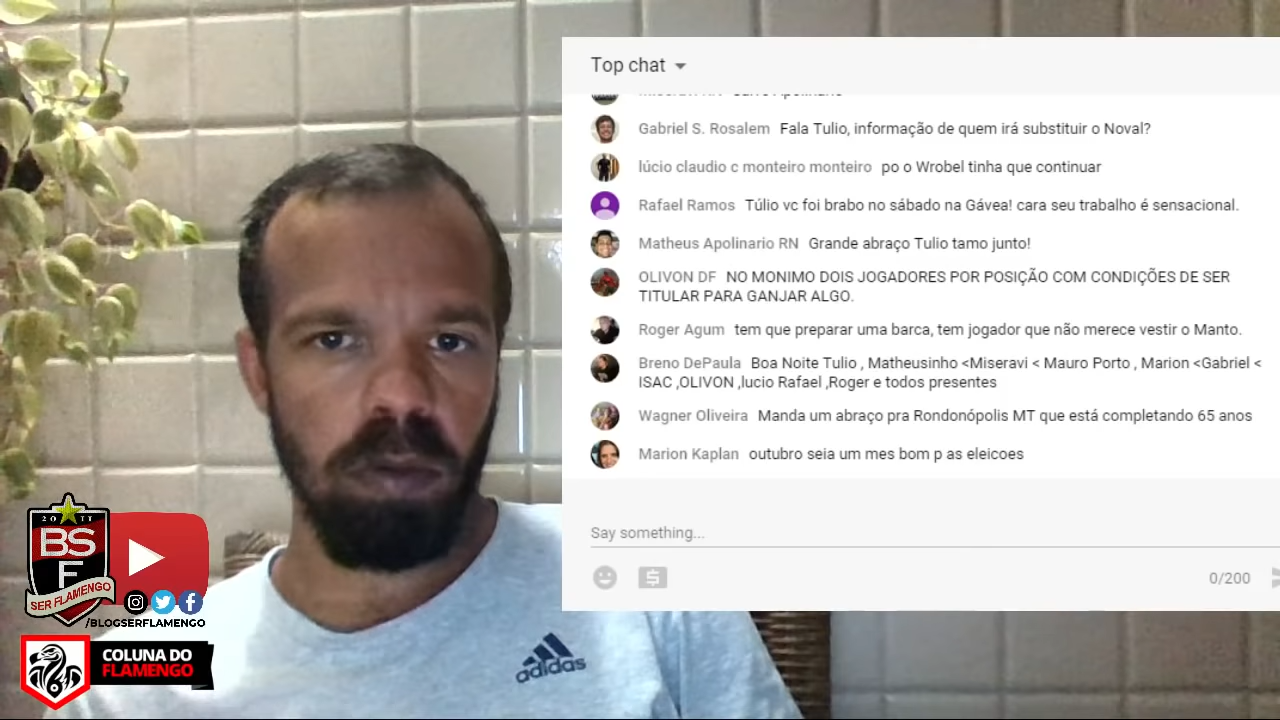 Top chat
Gabriel S. Rosalem Fala Tulio, informação de quem irá substituir o Noval?
lúcio claudio c monteiro monteiro po o Wrobel tinha que continuar
Rafael Ramos Túlio vc foi brabo no sábado na Gávea! cara seu trabalho é sensacional.
Matheus Apolinario RN Grande abraço Tulio tamo junto!
OLIVON DF NO MONIMO DOIS JOGADORES POR POSIÇÃO COM CONDIÇÕES DE SER
TITULAR PARA GANJAR ALGO.
Roger Agum tem que preparar uma barca, tem jogador que não merece vestir o Manto.
Breno DePaula Boa Noite Tulio , Matheusinho <Miseravi < Mauro Porto , Marion <Gabriel <
ISAC ,OLIVON ,lucio Rafael ,Roger e todos presentes
Wagner Oliveira Manda um abraço pra Rondonópolis MT que está completando 65 anos
Marion Kaplan outubro seia um mes bom p as eleicoes
Say something...
0/200
2011
BSF
SER FLAMENGO
/BLOGSERFLAMENGO
COLUNA DO
FLAMENGO
adidas